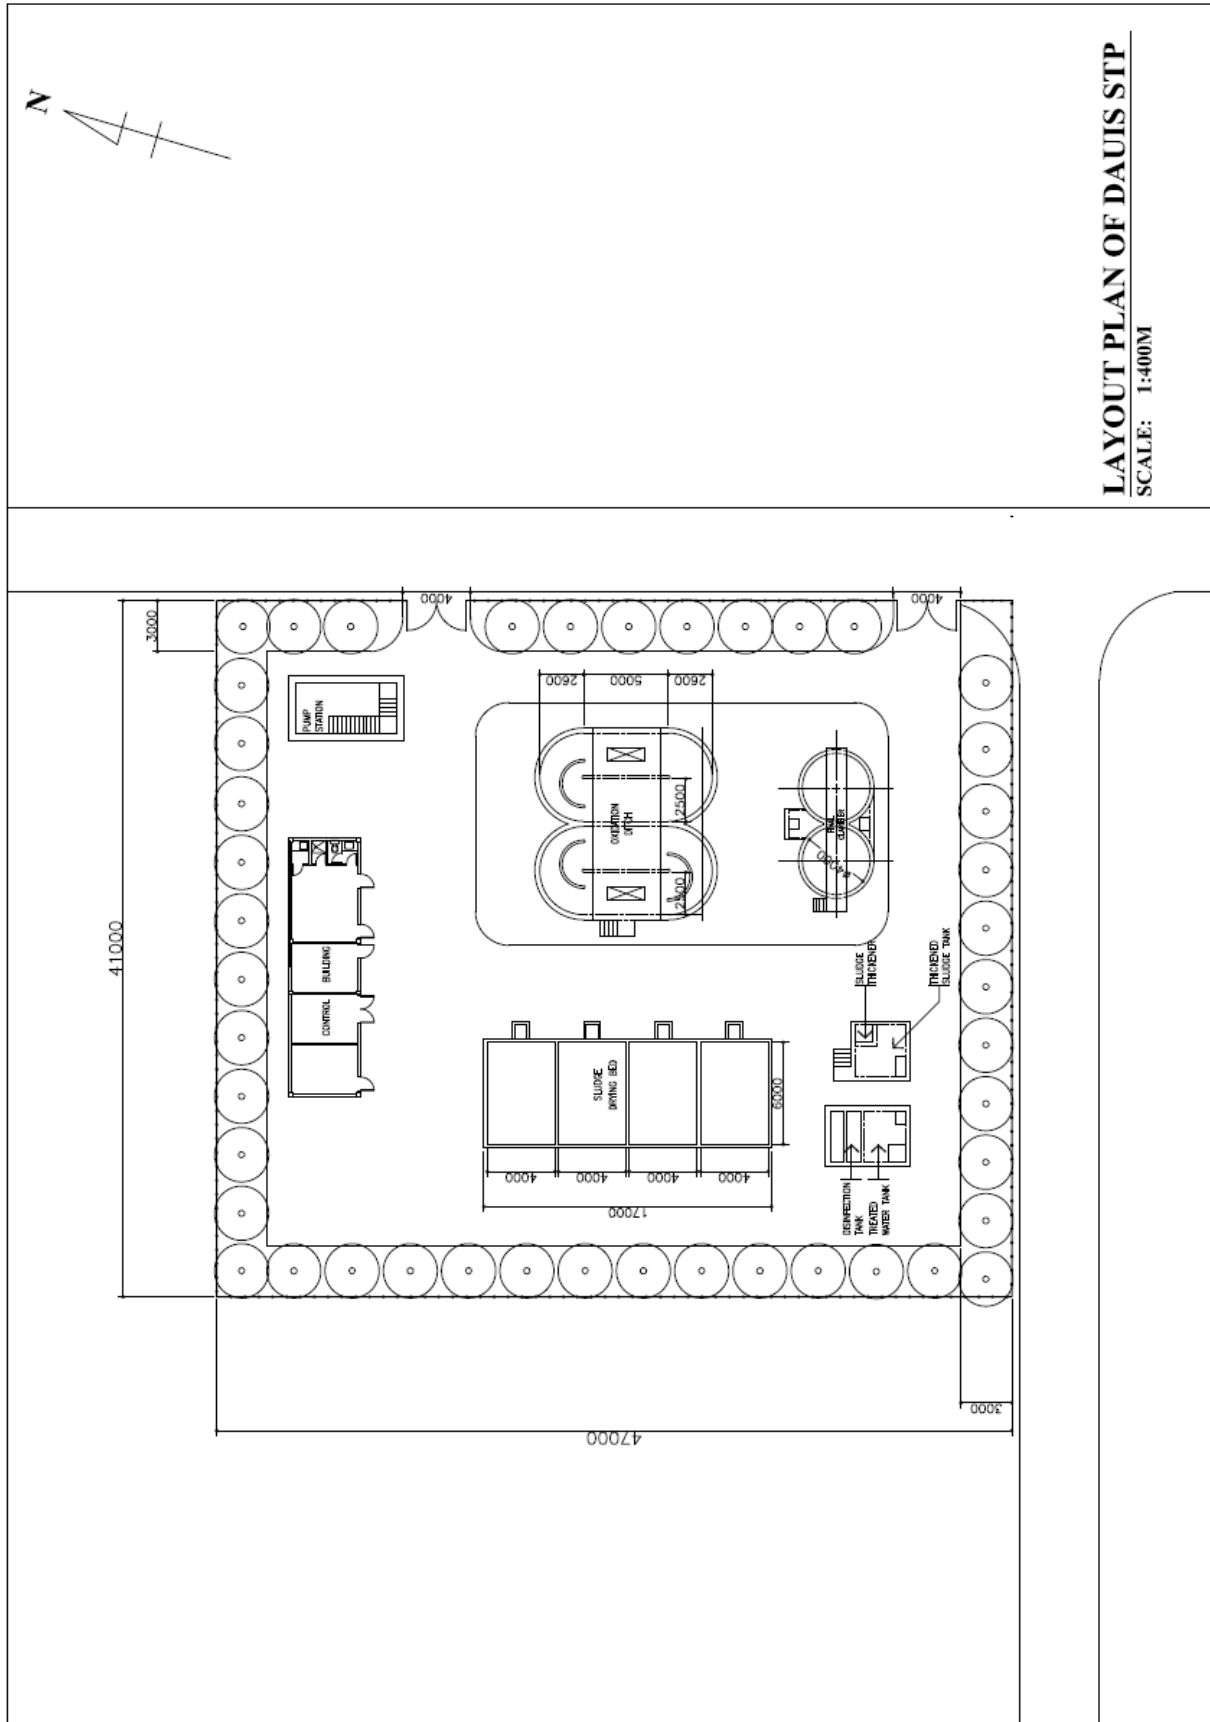 N
LAYOUT PLAN OF DAUIS STP
SCALE: 1:400M
41000
3000
4000
4000
PUMP
STATION
2600
5000
2600
OXIDATION
DITCH
2500
2500
FINAL
CLARIFIER
CONTROL
BUILDING
SLUDGE
THICKENER
THICKENED
SLUDGE TANK
SLUDGE
DRYING BED
6000
4000
4000
4000
4000
17000
DISINFECTION
TANK
TREATED
WATER TANK
3000
47000